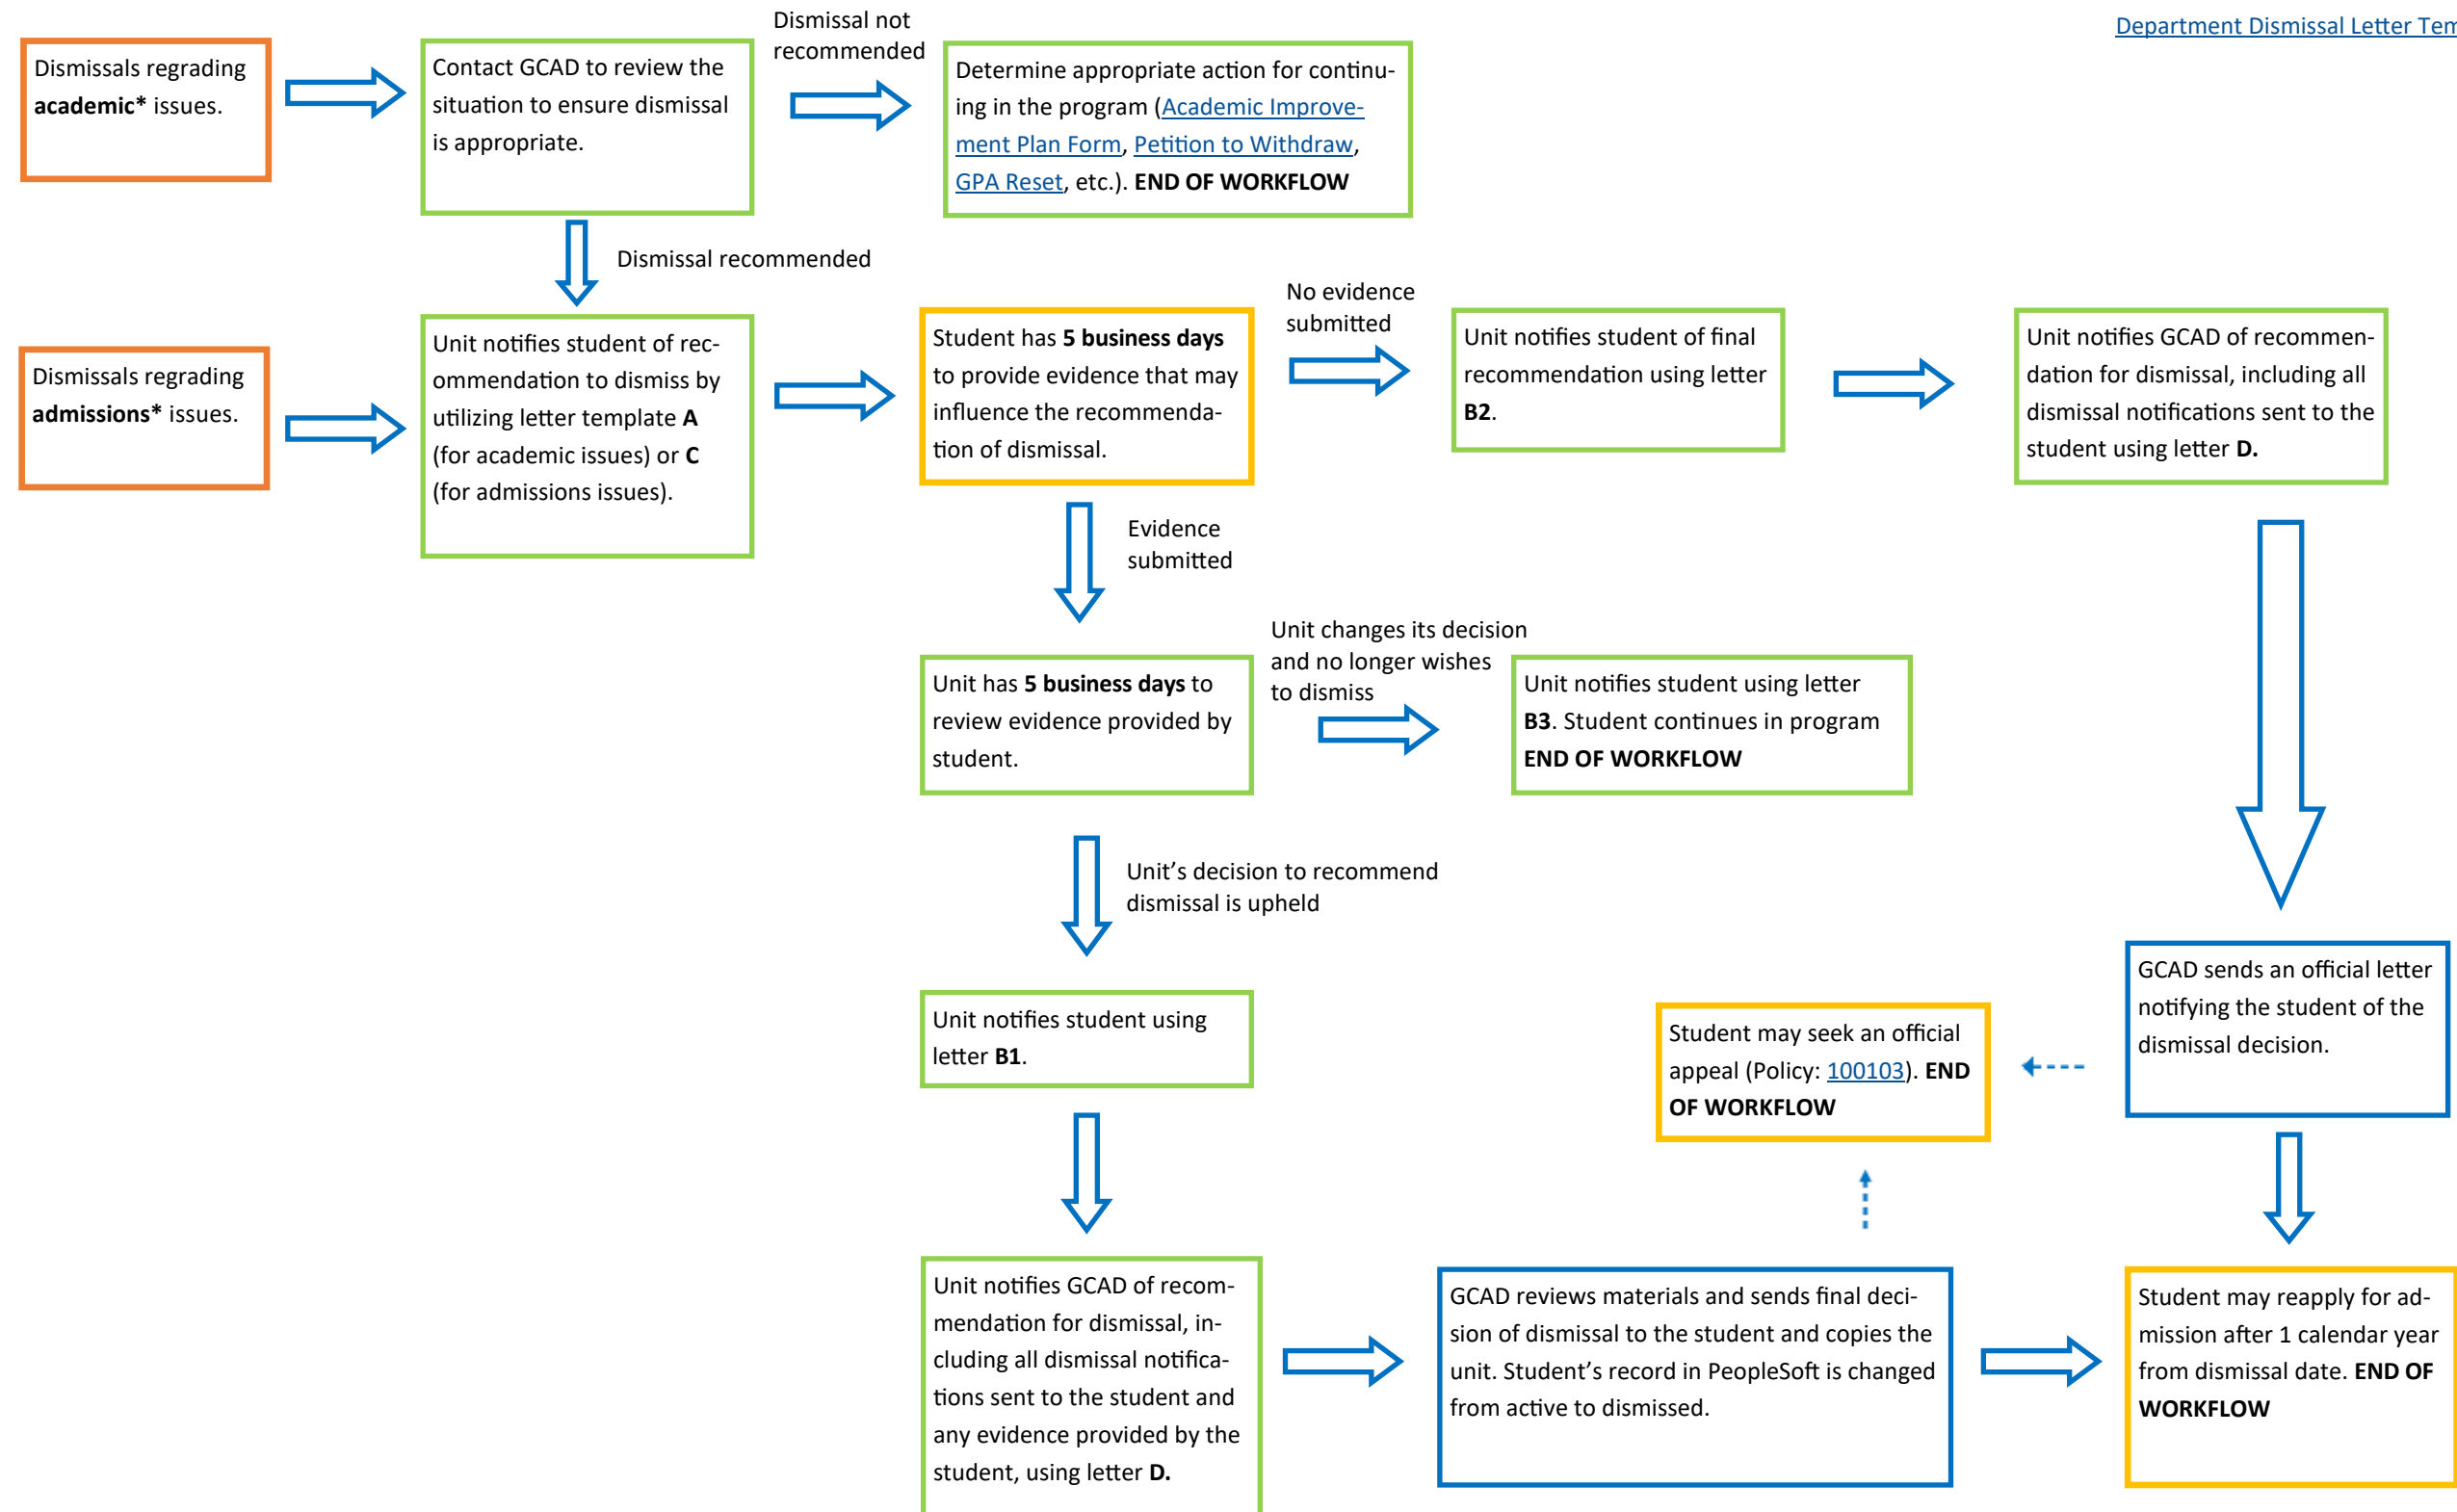 Department Dismissal Letter Tem
Dismissals regrading
academic* issues.
Contact GCAD to review the
situation to ensure dismissal
is appropriate.
Dismissal not
recommended
Determine appropriate action for continu-
ing in the program (Academic Improve-
ment Plan Form, Petition to Withdraw,
GPA Reset, etc.). END OF WORKFLOW
Dismissal recommended
Dismissals regrading
admissions* issues.
Unit notifies student of rec-
ommendation to dismiss by
utilizing letter template A
(for academic issues) or C
(for admissions issues).
Student has 5 business days
to provide evidence that may
influence the recommenda-
tion of dismissal.
No evidence
submitted
Unit notifies student of final
recommendation using letter
B2.
Unit notifies GCAD of recommen-
dation for dismissal, including all
dismissal notifications sent to the
student using letter D.
Evidence
submitted
Unit has 5 business days to
review evidence provided by
student.
Unit changes its decision
and no longer wishes
to dismiss
Unit notifies student using letter
B3. Student continues in program
END OF WORKFLOW
Unit’s decision to recommend
dismissal is upheld
Unit notifies student using
letter B1.
Student may seek an official
appeal (Policy: 100103). END
OF WORKFLOW
GCAD sends an official letter
notifying the student of the
dismissal decision.
Unit notifies GCAD of recom-
mendation for dismissal, in-
cluding all dismissal notifica-
tions sent to the student and
any evidence provided by the
student, using letter D.
GCAD reviews materials and sends final deci-
sion of dismissal to the student and copies the
unit. Student’s record in PeopleSoft is changed
from active to dismissed.
Student may reapply for ad-
mission after 1 calendar year
from dismissal date. END OF
WORKFLOW